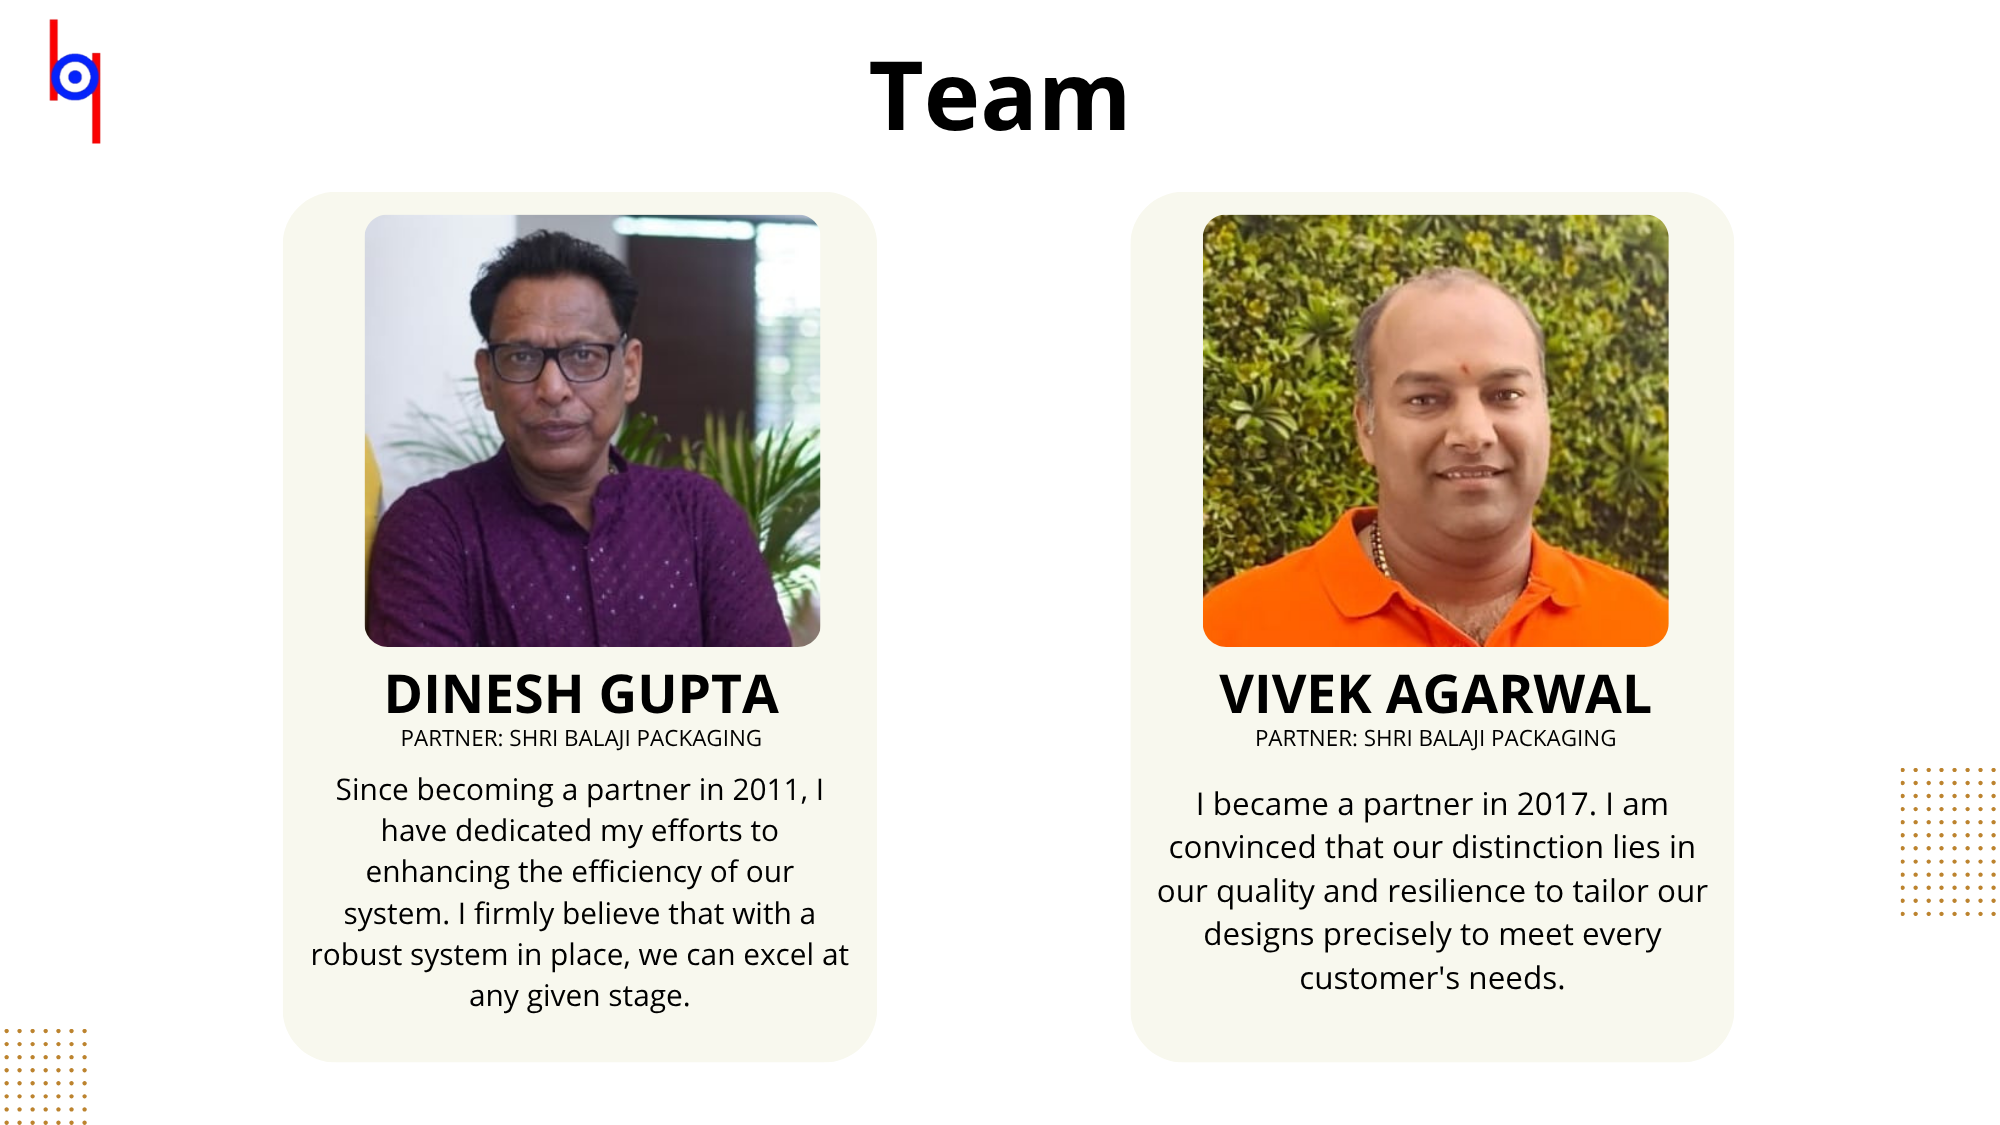 Team
DINESH GUPTA
PARTNER: SHRI BALAJI PACKAGING
Since becoming a partner in 2011, I
have dedicated my efforts to
enhancing the efficiency of our
system. I firmly believe that with a
robust system in place, we can excel at
any given stage.
VIVEK AGARWAL
PARTNER: SHRI BALAJI PACKAGING
I became a partner in 2017. I am
convinced that our distinction lies in
our quality and resilience to tailor our
designs precisely to meet every
customer's needs.